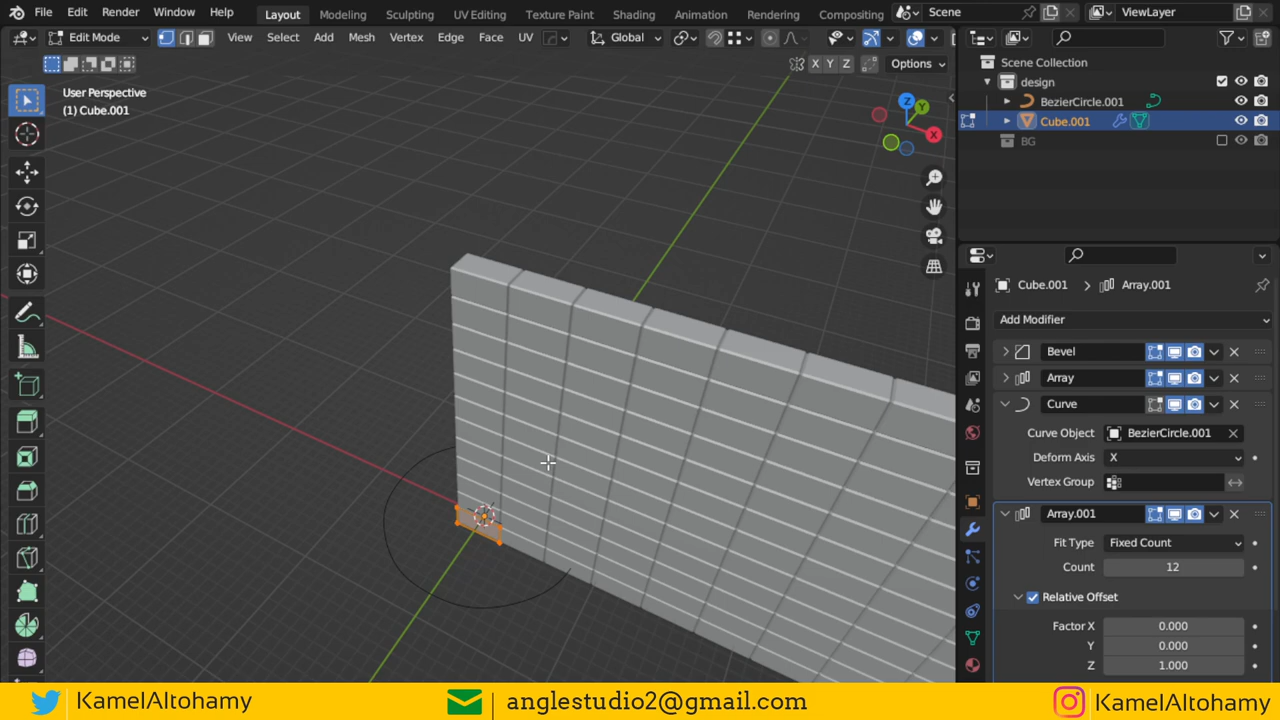 File Edit Render Window Help Layout Modeling Sculpting UV Editing Texture Paint Shading Animation Rendering Compositing Scene ViewLayer
Edit Mode View Select Add Mesh Vertex Edge Face UV Global
X Y Z Options
User Perspective
(1) Cube.001
Z Y X
Scene Collection
design
BezierCircle.001
Cube.001
BG
Cube.001 > Array.001
Add Modifier
Bevel
Array
Curve
Curve Object BezierCircle.001
Deform Axis X
Vertex Group
Array.001
Fit Type Fixed Count
Count 12
Relative Offset
Factor X 0.000
Y 0.000
Z 1.000
KamelAltohamy anglestudio2@gmail.com KamelAltohamy